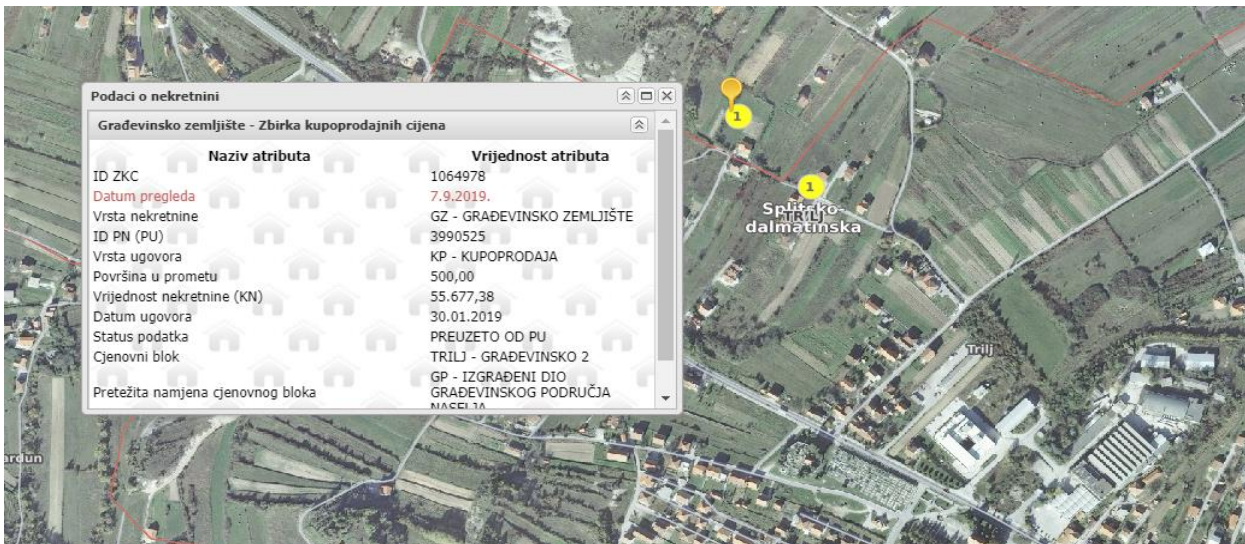 Podaci o nekretnini
Građevinsko zemljište - Zbirka kupoprodajnih cijena
Naziv atributa Vrijednost atributa
ID ZKC 1064978
Datum pregleda 7.9.2019.
Vrsta nekretnine GZ - GRAĐEVINSKO ZEMLJIŠTE
ID PN (PU) 3990525
Vrsta ugovora KP - KUPOPRODAJA
Površina u prometu 500,00
Vrijednost nekretnine (KN) 55.677,38
Datum ugovora 30.01.2019
Status podatka PREUZETO OD PU
Cjenovni blok TRILJ - GRAĐEVINSKO 2
Pretežita namjena cjenovnog bloka GP - IZGRAĐENI DIO
GRAĐEVINSKOG PODRUČJA
NASELJA
1
1
Splitsko-
TRILJ
dalmatinska
Trilj
ardun